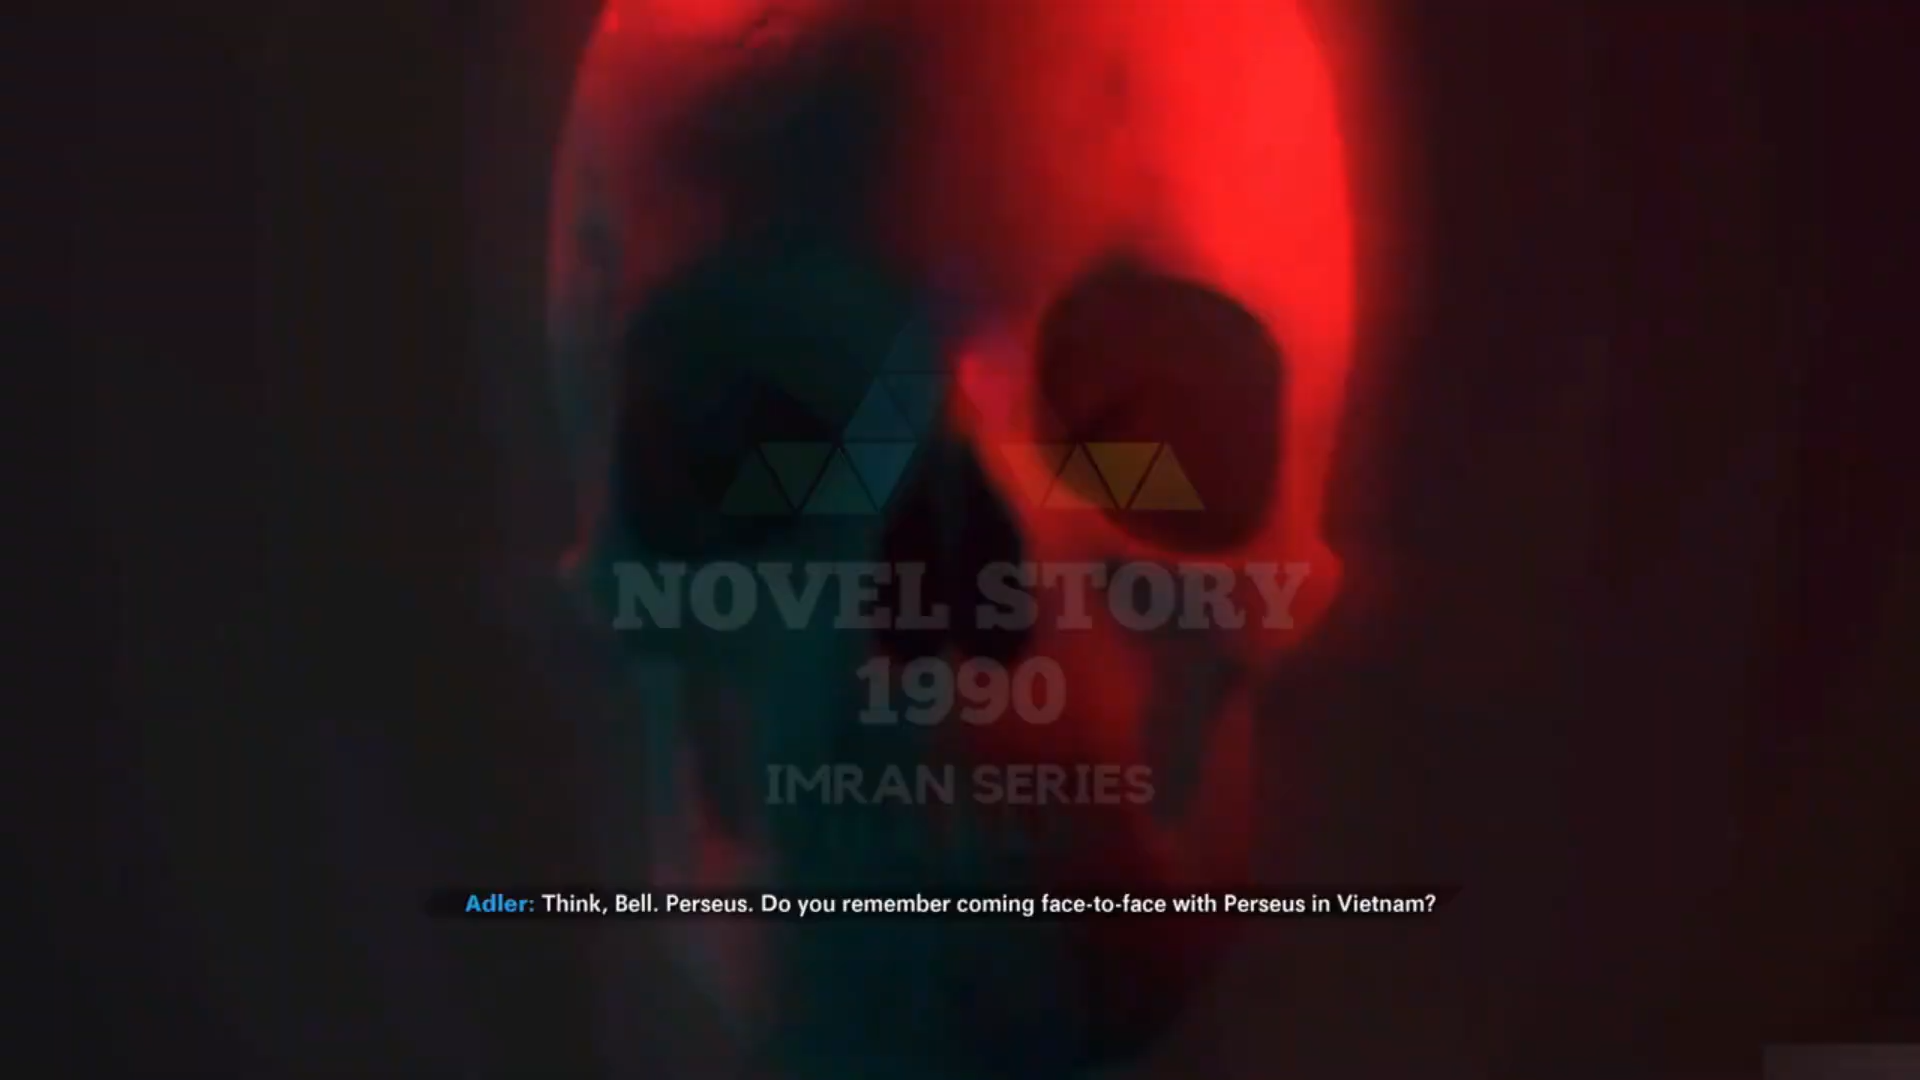 NOVEL STORY
1990
IMRAN SERIES
Adler: Think, Bell. Perseus. Do you remember coming face-to-face with Perseus in Vietnam?